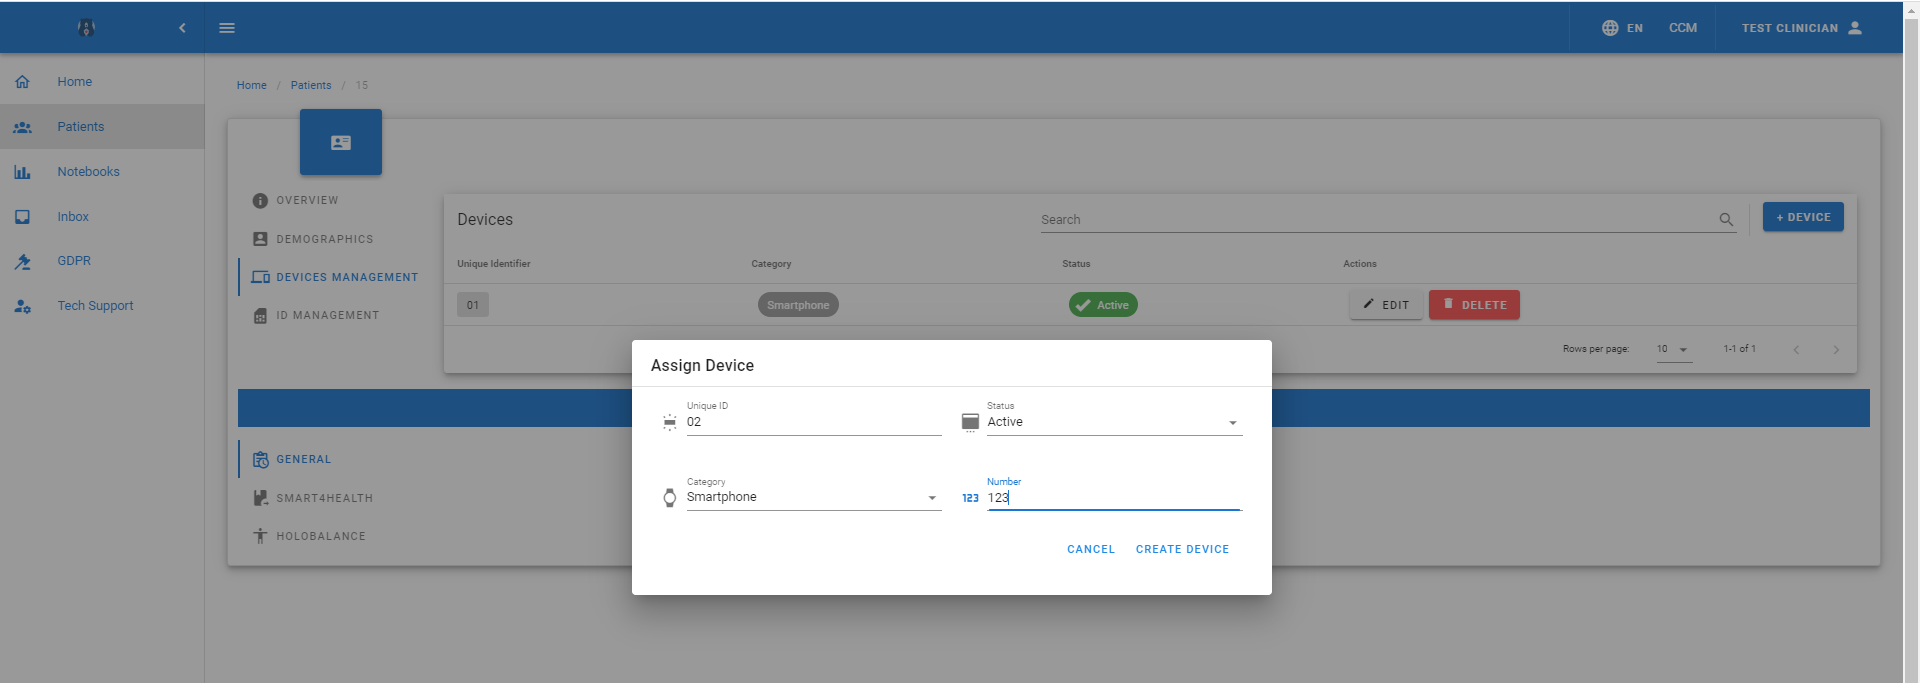 EN CCM TEST CLINICIAN
Home
Patients
Notebooks
Inbox
GDPR
Tech Support
Home / Patients / 15
OVERVIEW
DEMOGRAPHICS
DEVICES MANAGEMENT
ID MANAGEMENT
Devices Search + DEVICE
Unique Identifier Category Status Actions
01 Smartphone Active EDIT DELETE
Rows per page: 10 1-1 of 1
GENERAL
SMART4HEALTH
HOLOBALANCE
Assign Device
Unique ID
02
Status
Active
Category
Smartphone
Number
123 123
CANCEL CREATE DEVICE